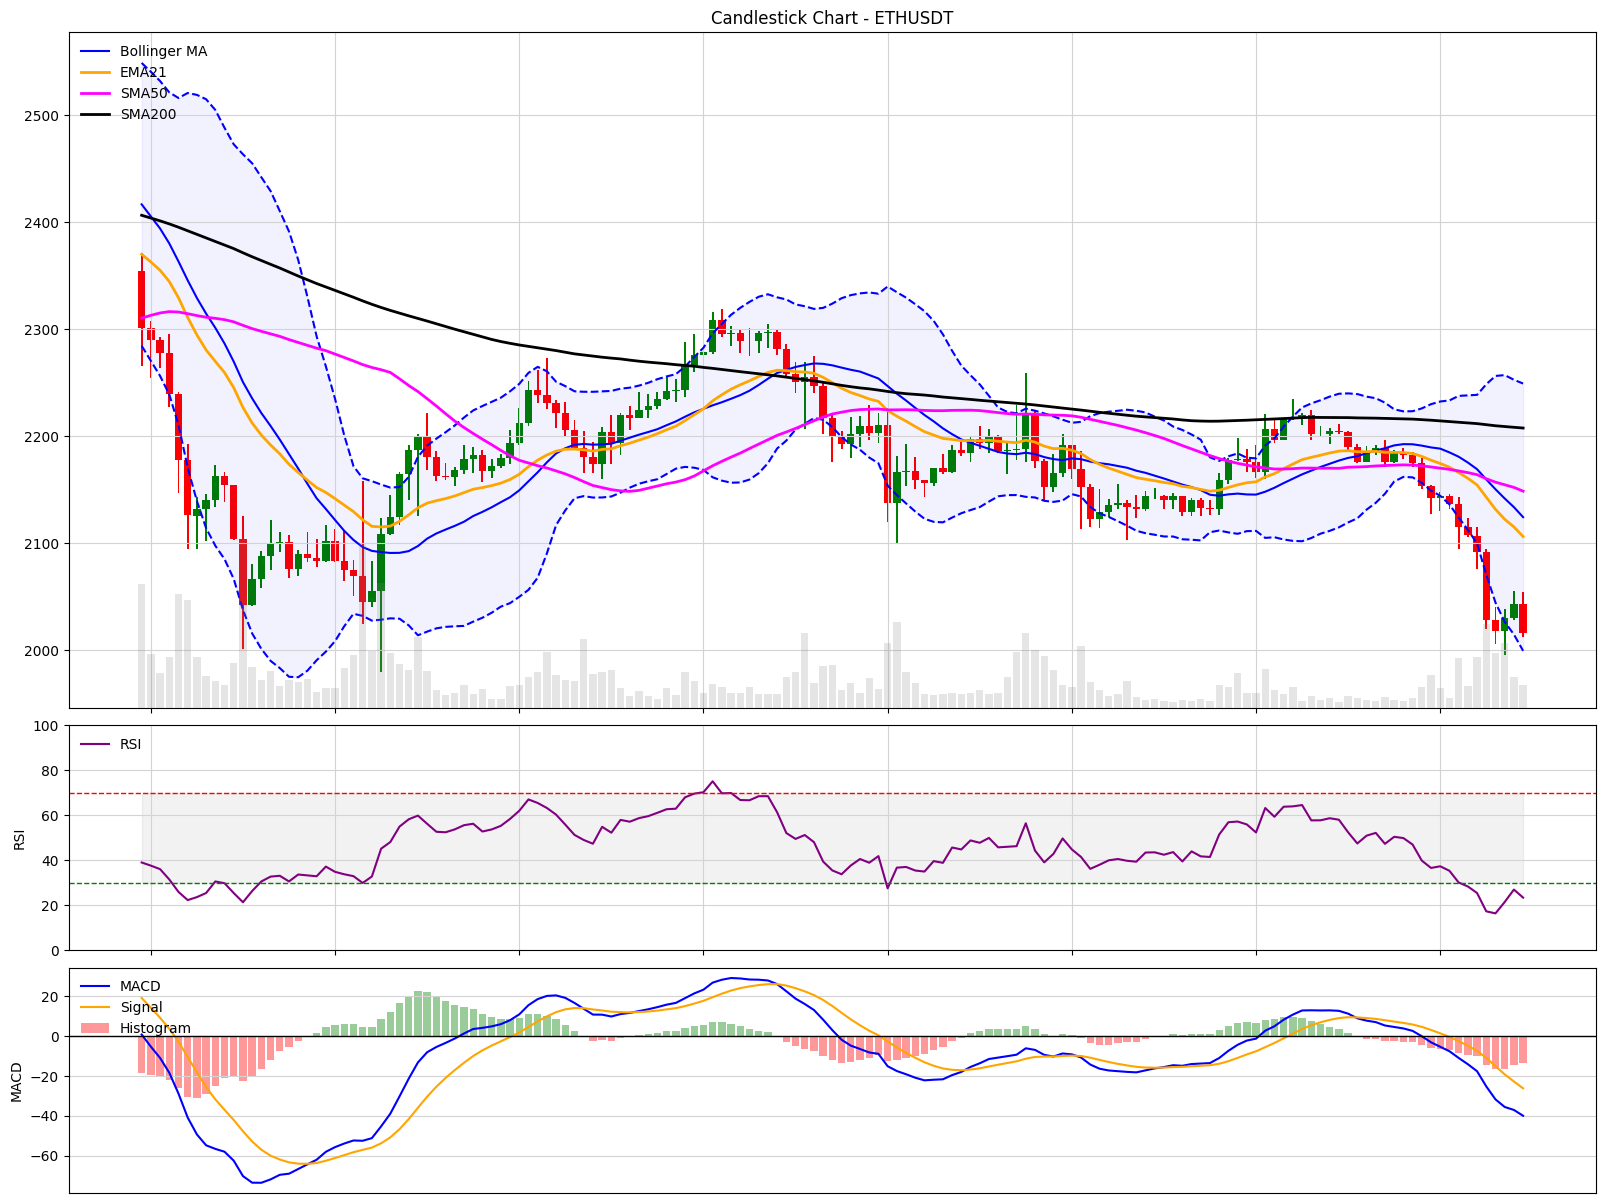 Candlestick Chart - ETHUSDT
Bollinger MA
EMA21
SMA50
SMA200
2500
2400
2300
2200
2100
2000
RSI
100
80
60
40
20
0
RSI
MACD
Signal
Histogram
20
0
−20
−40
−60
MACD